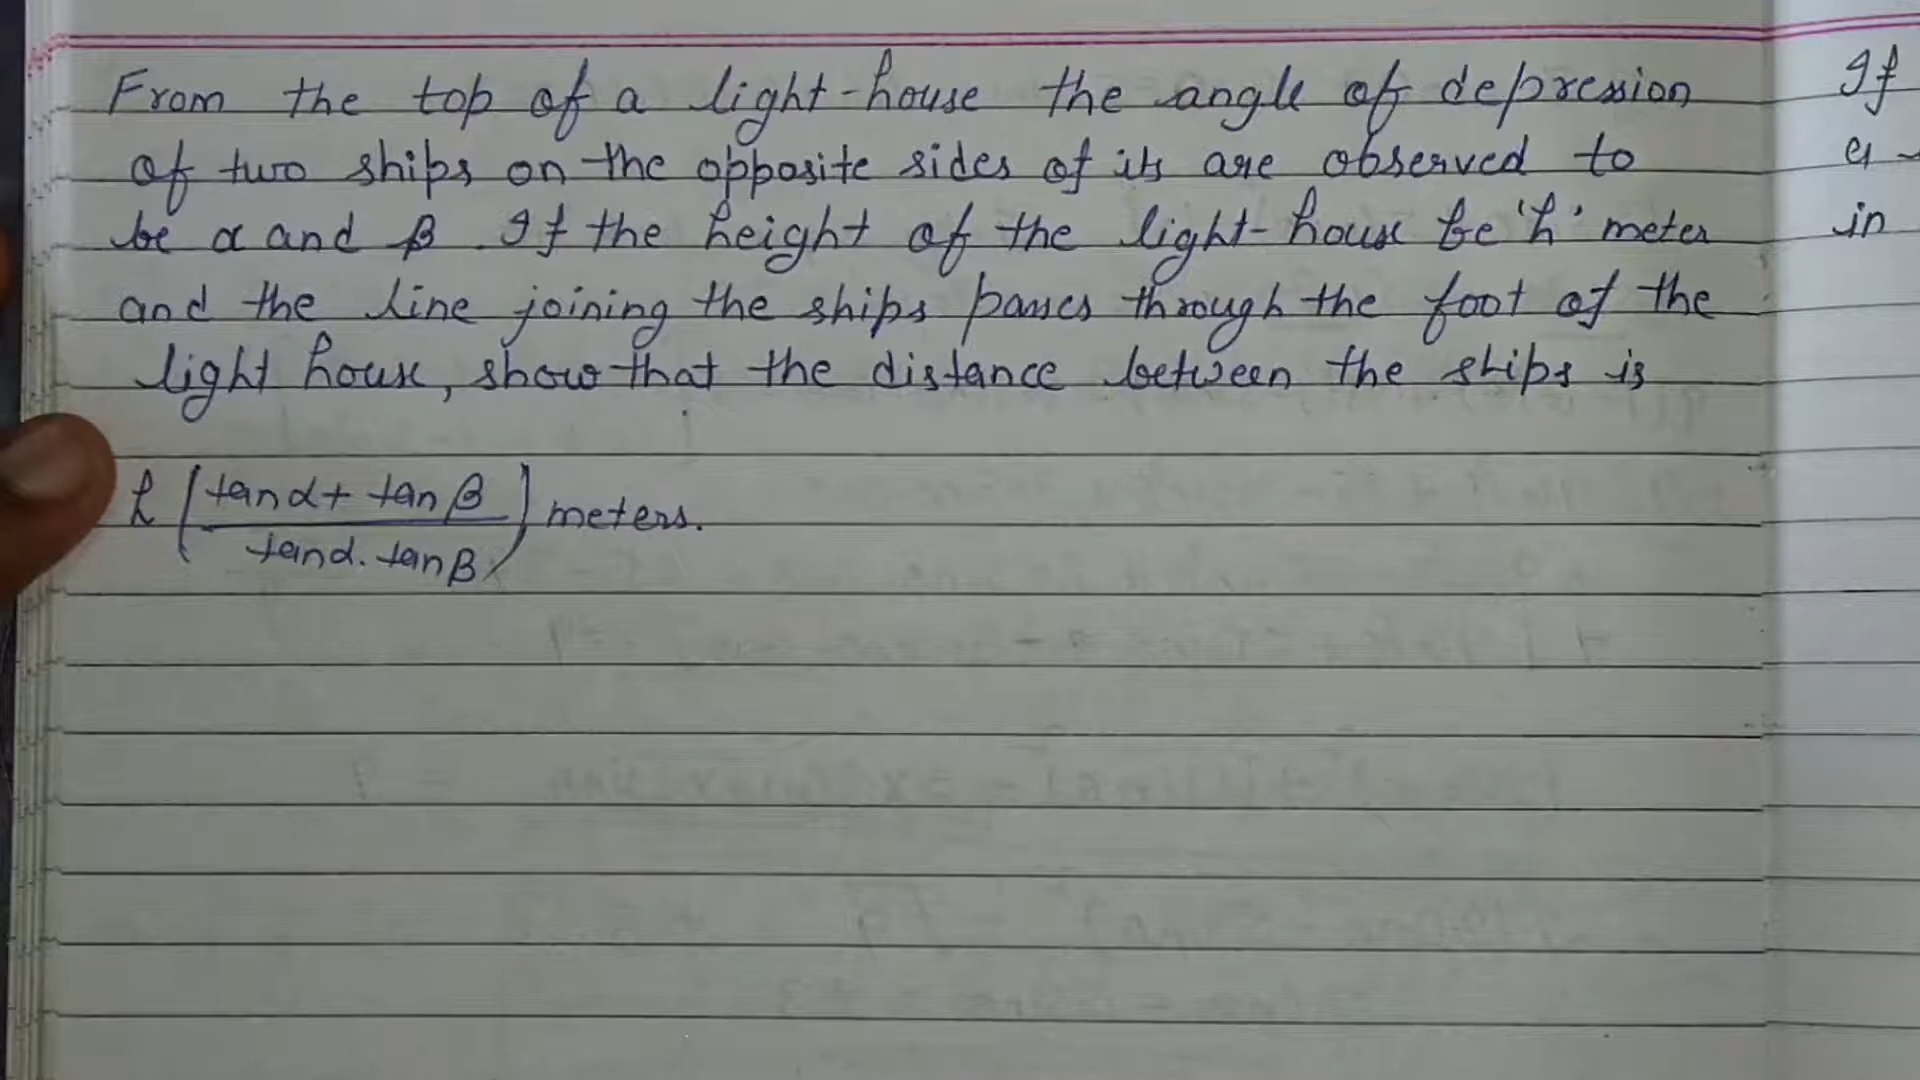 From the top of a light-house the angle of depression
of two ships on the opposite sides of its are observed to
be α and β. If the height of the light-house be 'h' meter
and the line joining the ships passes through the foot of the
light house, show that the distance between the ships is
h (tanα + tanβ / tanα. tanβ) meters.
If
in